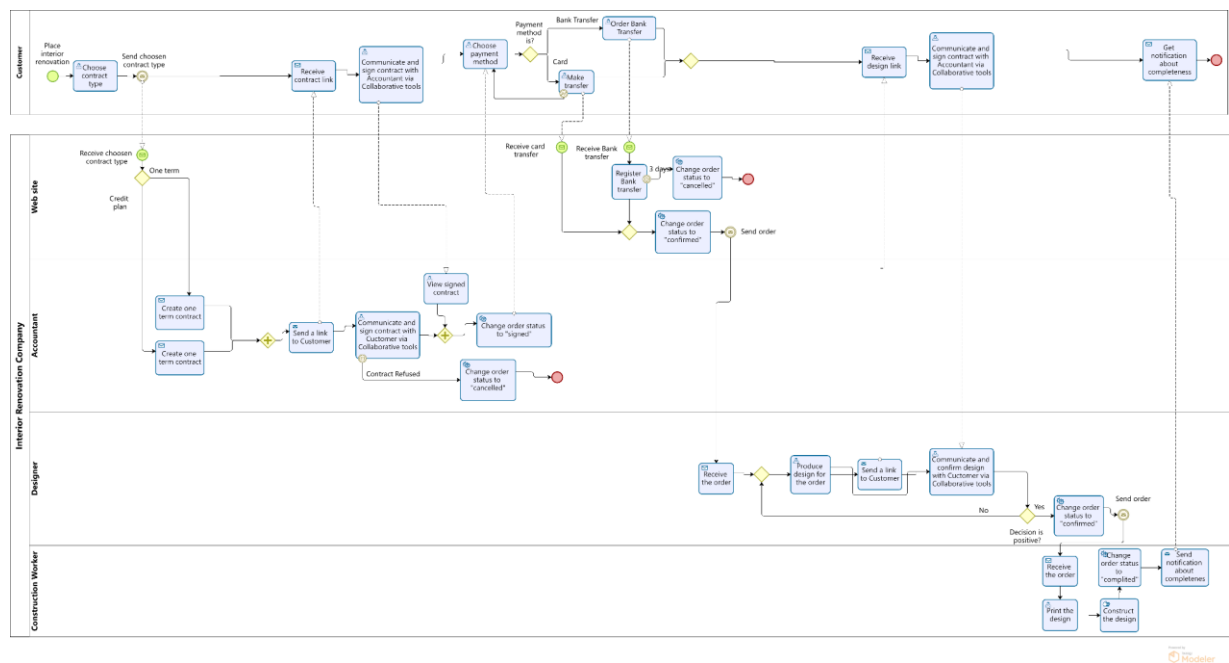 Customer
Place
interior
renovation
Choose
contract
type
Send choosen
contract type
Receive
contract link
Communicate and
sign contract with
Accountant via
Collaborative tools
Choose
payment
method
Payment
method
is?
Bank Transfer
Card
Order Bank
Transfer
Make
transfer
Receive
design link
Communicate and
sign contract with
Accountant via
Collaborative tools
Get
notification
about
completeness
Interior Renovation Company
Web site
Receive choosen
contract type
One term
Credit
plan
Receive card
transfer
Receive Bank
transfer
Register
Bank
transfer
3 days
Change order
status to
"cancelled"
Change order
status to
"confirmed"
Send order
Accountant
Create one
term contract
Create one
term contract
Send a link
to Customer
Communicate and
sign contract with
Cuctomer via
Collaborative tools
View signed
contract
Change order status
to "signed"
Contract Refused
Change order
status to
"cancelled"
Designer
Receive
the order
Produce
design for
the order
Send a link
to Customer
Communicate and
confirm design
with Cuctomer via
Collaborative tools
No
Yes
Decision is
positive?
Change order
status to
"confirmed"
Send order
Construction Worker
Receive
the order
Print the
design
Construct
the design
Change
order status
to
"complited"
Send
notification
about
completenes
Modeler